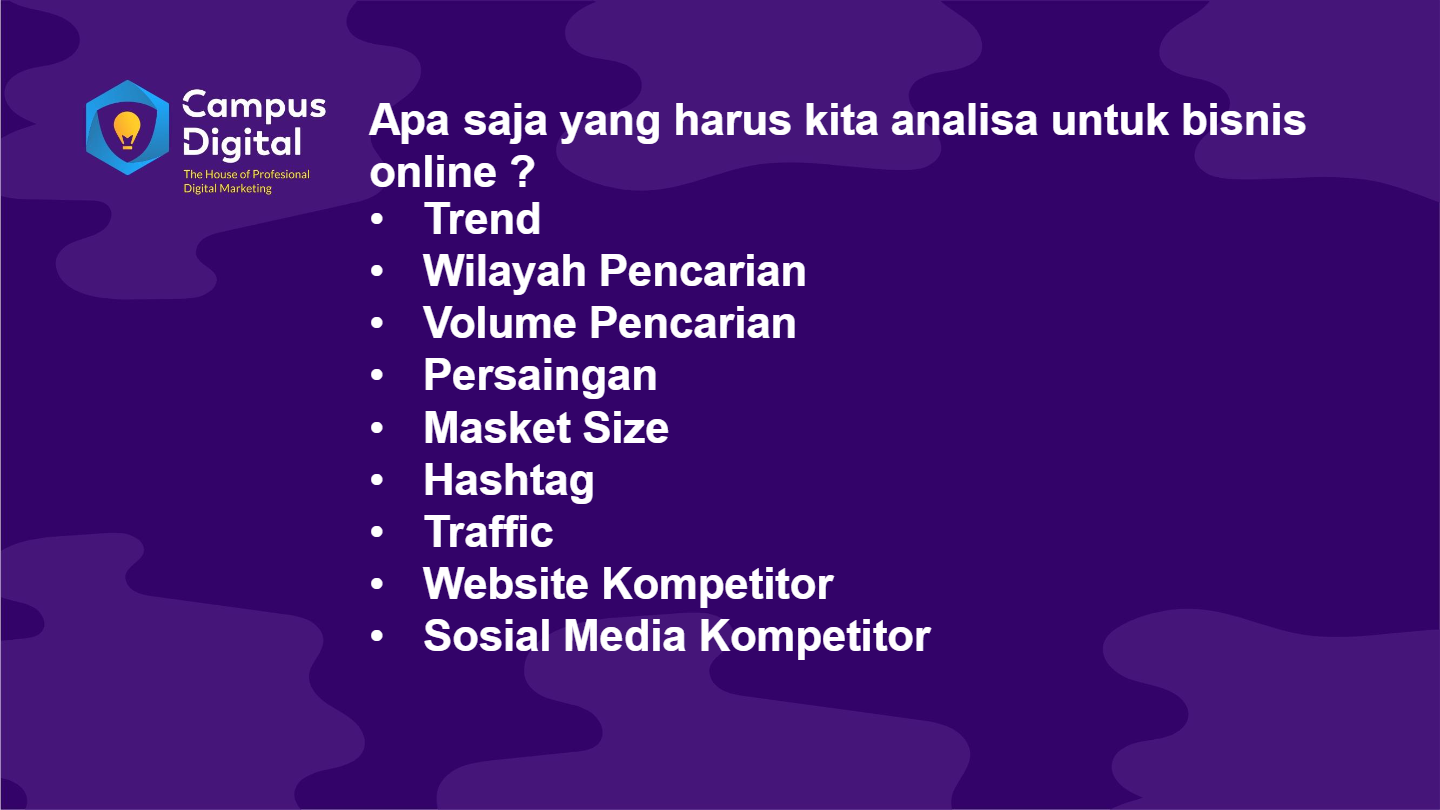 Campus
Digital
The House of Profesional
Digital Marketing
Apa saja yang harus kita analisa untuk bisnis
online ?
• Trend
• Wilayah Pencarian
• Volume Pencarian
• Persaingan
• Masket Size
• Hashtag
• Traffic
• Website Kompetitor
• Sosial Media Kompetitor